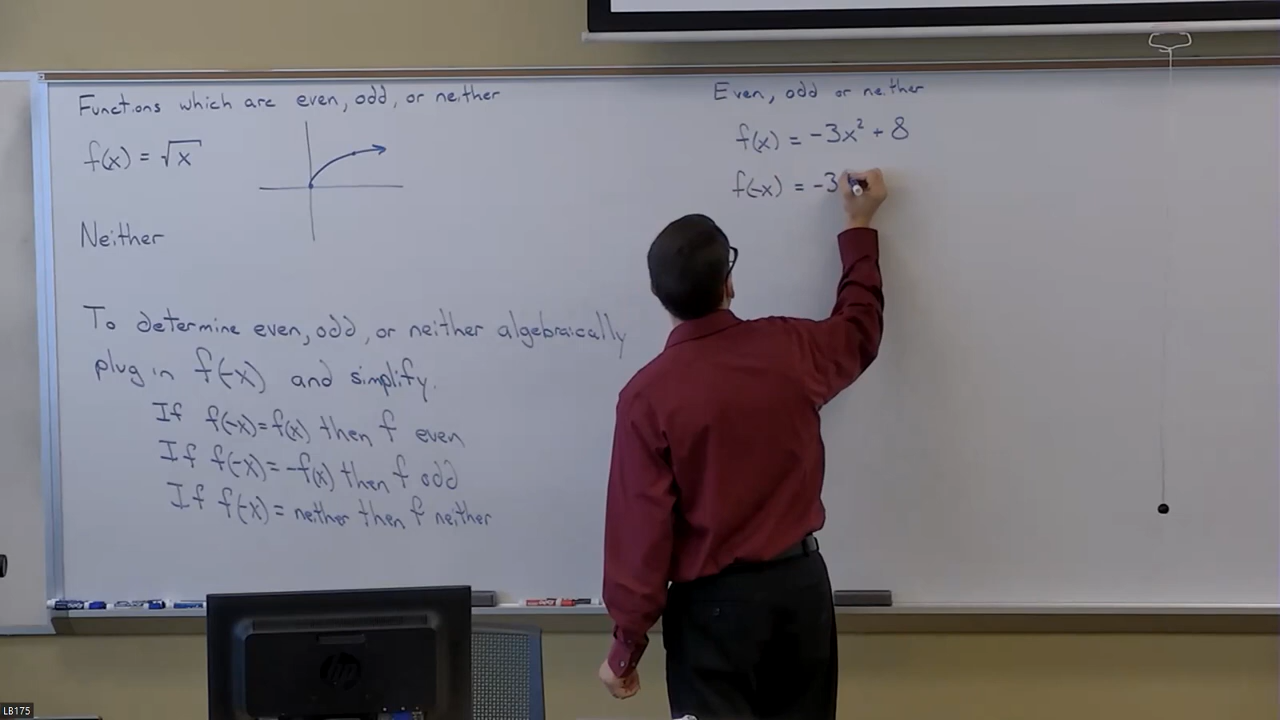 Functions which are even, odd, or neither
f(x) = √x
Neither
To determine even, odd, or neither algebraically
plug in f(-x) and simplify.
If f(-x)=f(x) then f even
If f(-x)=-f(x) then f odd
If f(-x)= neither then f neither
Even, odd or neither
f(x) = -3x² + 8
f(-x) = -3
hp
LB175